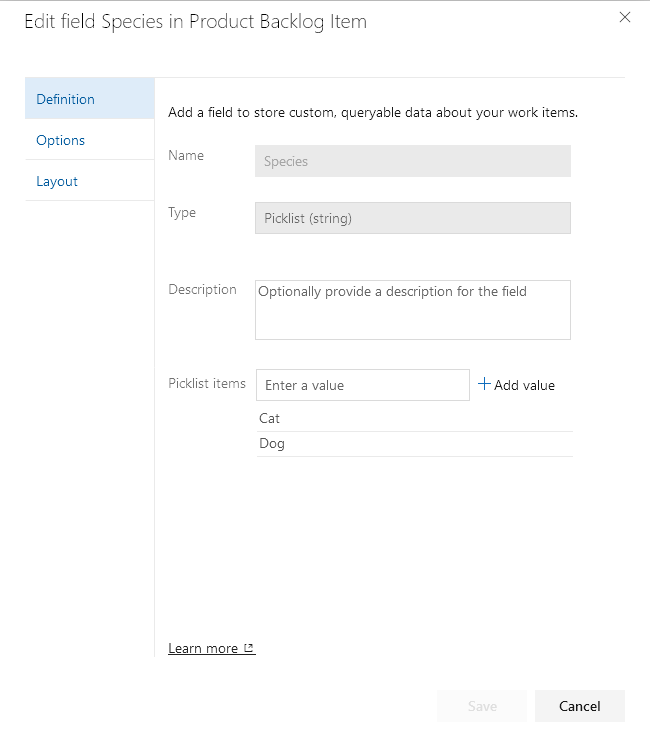 Edit field Species in Product Backlog Item
Definition
Options
Layout
Add a field to store custom, queryable data about your work items.
Name
Species
Type
Picklist (string)
Description
Optionally provide a description for the field
Picklist items
Enter a value
Add value
Cat
Dog
Learn more
Save
Cancel